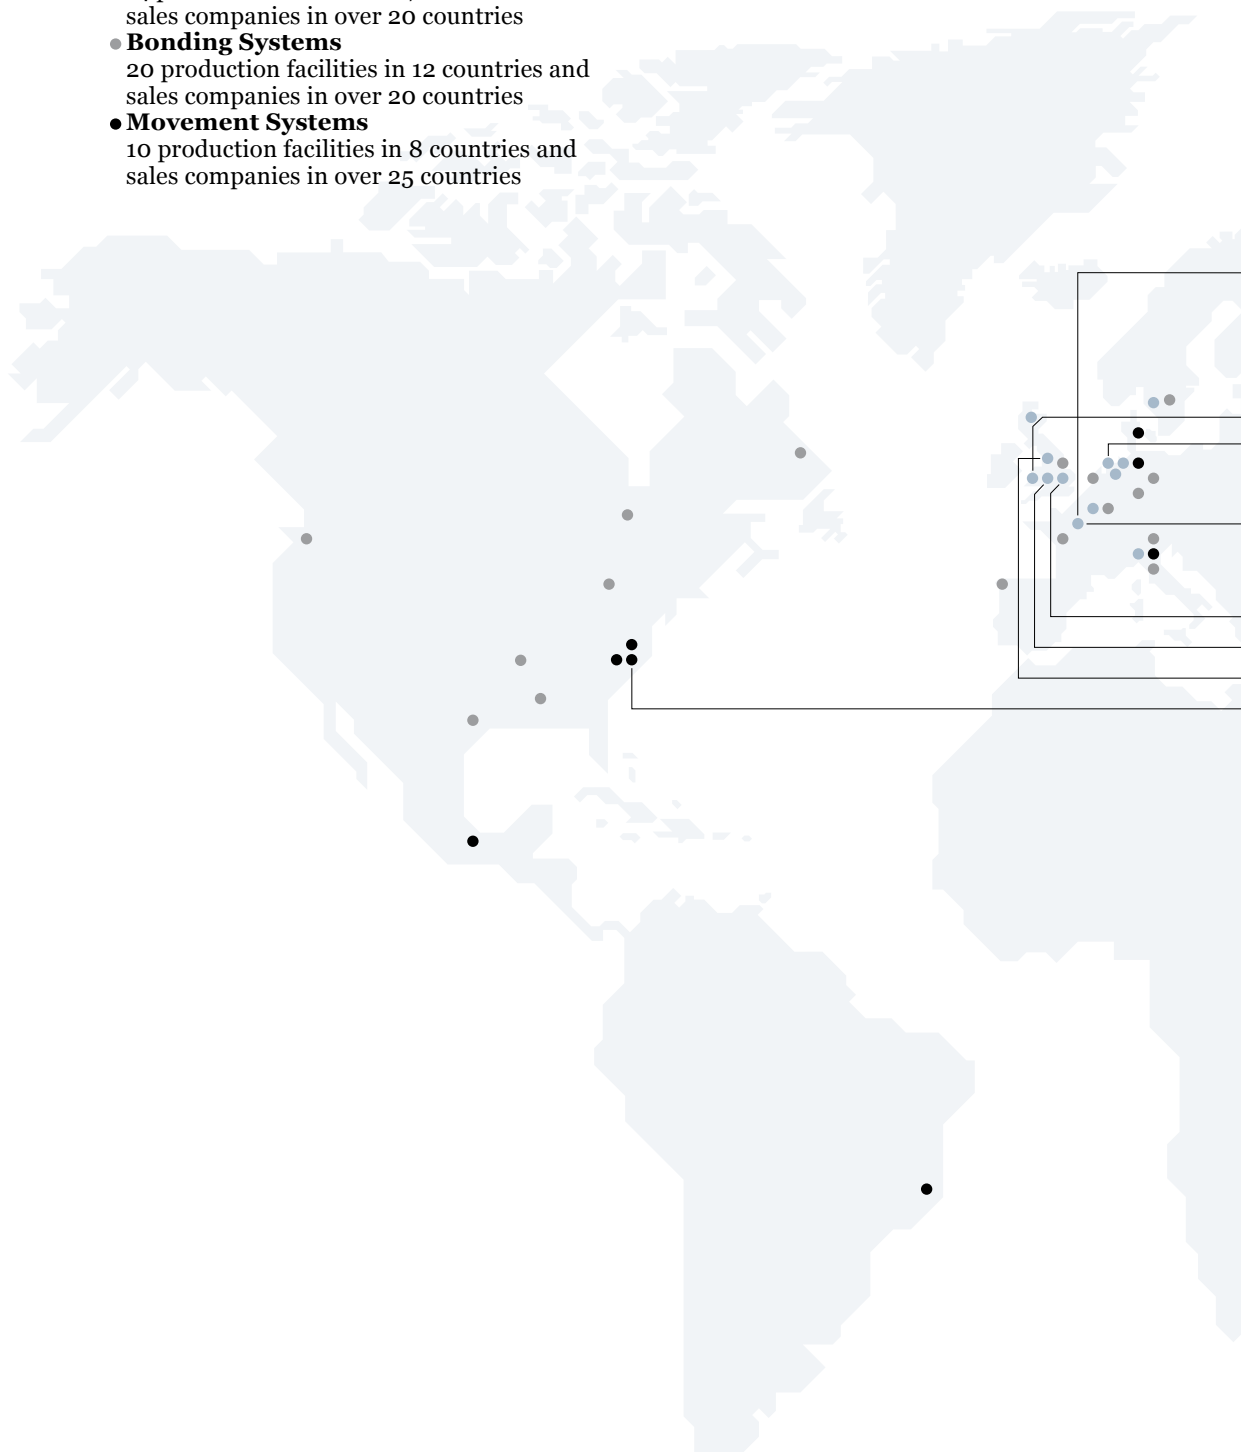 sales companies in over 20 countries
Bonding Systems
20 production facilities in 12 countries and
sales companies in over 20 countries
Movement Systems
10 production facilities in 8 countries and
sales companies in over 25 countries